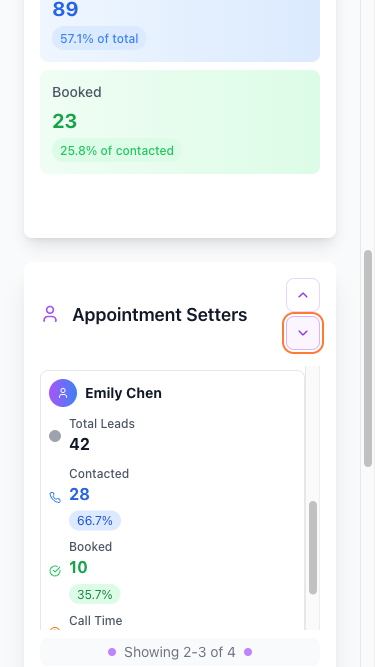 89
57.1% of total
Booked
23
25.8% of contacted
Appointment Setters
Emily Chen
Total Leads
42
Contacted
28
66.7%
Booked
10
35.7%
Call Time
Showing 2-3 of 4